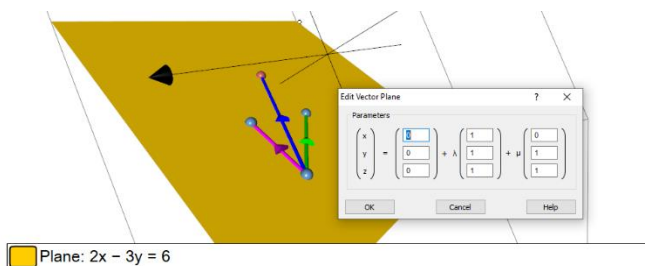 Edit Vector Plane ? ×
Parameters
x 0 1 0
y = 0 + λ 1 + μ 1
z 0 1 1
OK Cancel Help
Plane: 2x − 3y = 6